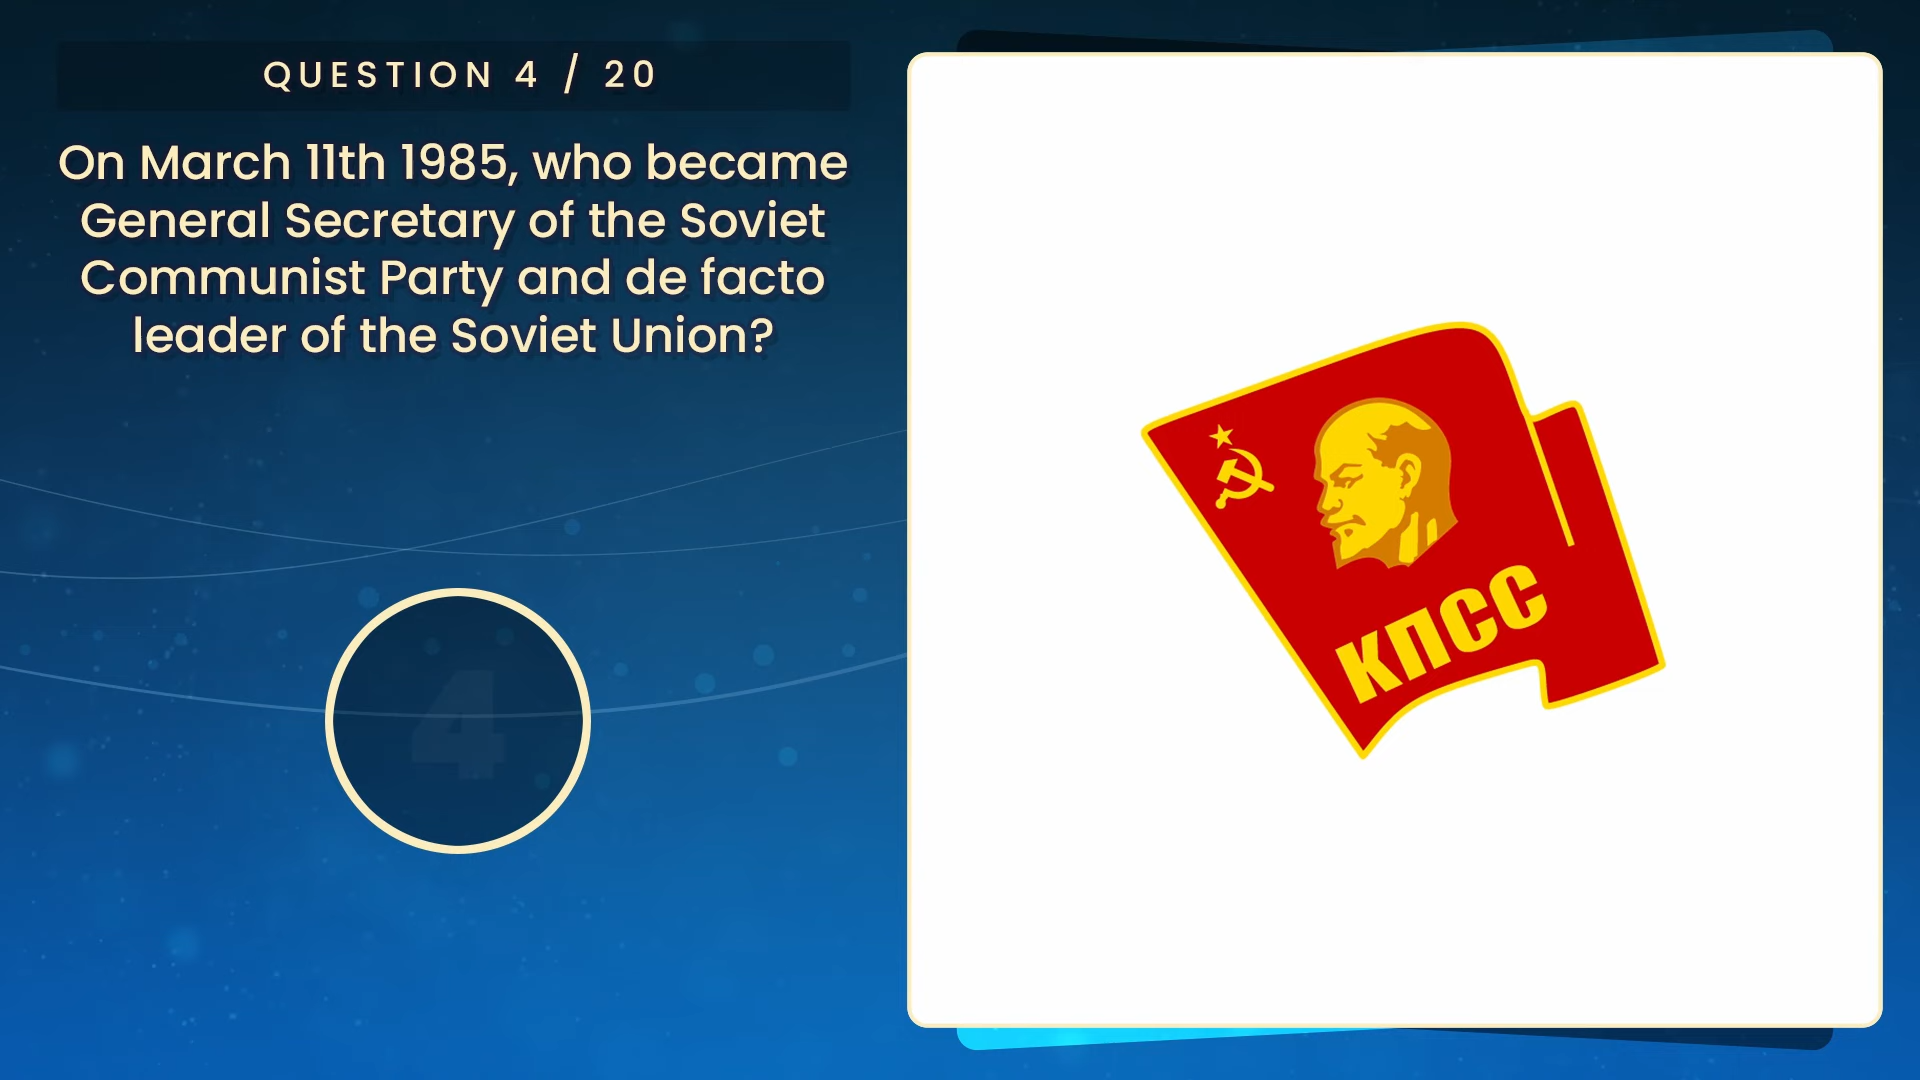 QUESTION 4 / 20
On March 11th 1985, who became
General Secretary of the Soviet
Communist Party and de facto
leader of the Soviet Union?
4
КПСС